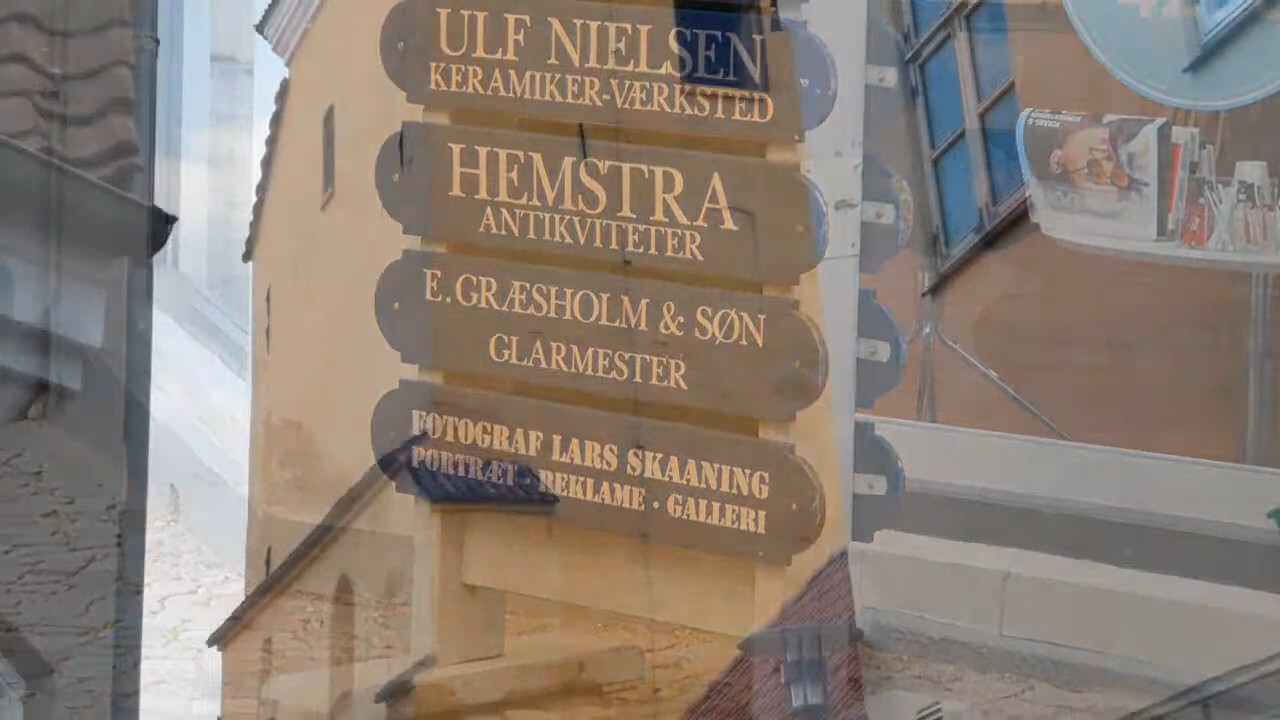 ULF NIELSEN
KERAMIKER-VÆRKSTED
HEMSTRA
ANTIKVITETER
E. GRÆSHOLM & SØN
GLARMESTER
FOTOGRAF LARS SKAANING
PORTRÆT · REKLAME · GALLERI